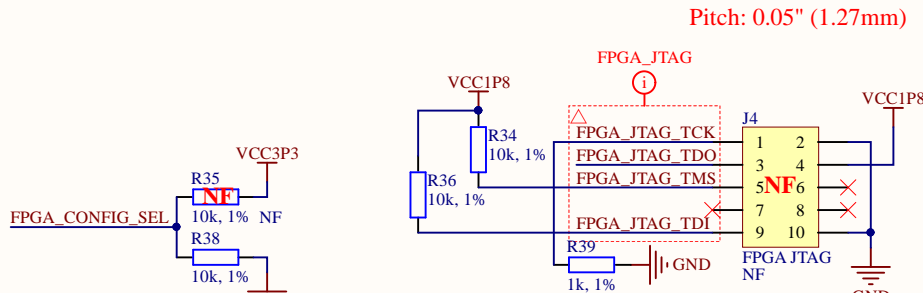 Pitch: 0.05" (1.27mm)
FPGA_JTAG
i
VCC1P8
VCC1P8
J4
FPGA_JTAG_TCK
1 2
R34
10k, 1%
FPGA_JTAG_TDO
3 4
VCC3P3
R35
NF
10k, 1% NF
R36
10k, 1%
FPGA_JTAG_TMS
5 NF 6
7 8
FPGA_CONFIG_SEL
FPGA_JTAG_TDI
9 10
R38
10k, 1%
R39
1k, 1%
GND
FPGA JTAG
NF